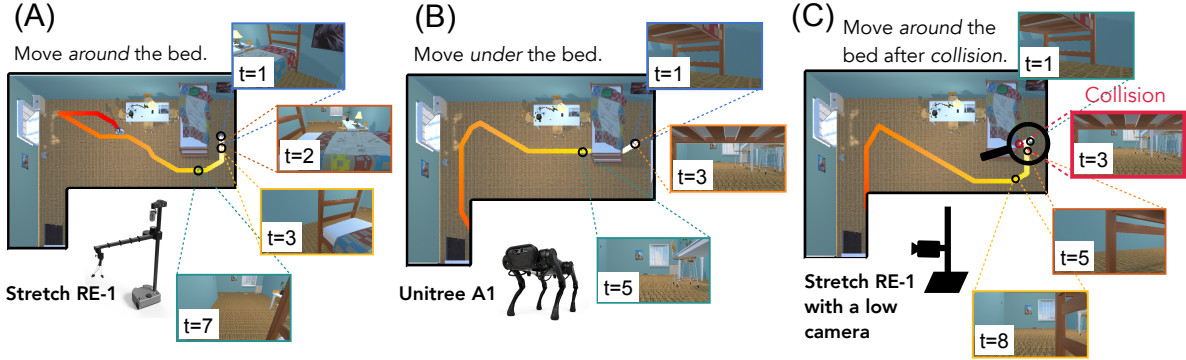 (A)
Move around the bed.
t=1
t=2
t=3
t=7
Stretch RE-1
(B)
Move under the bed.
t=1
t=3
t=5
Unitree A1
(C)
Move around the
bed after collision.
t=1
Collision
t=3
t=5
t=8
Stretch RE-1
with a low
camera